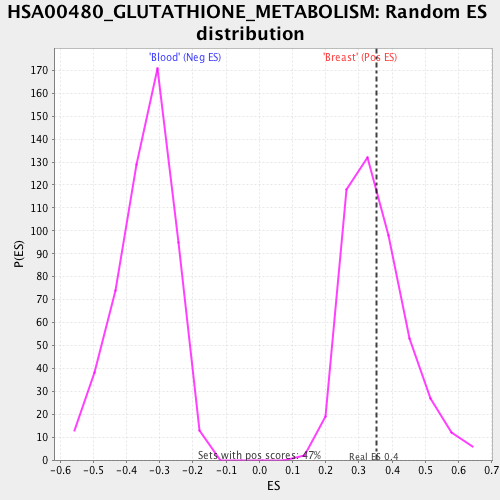 HSA00480_GLUTATHIONE_METABOLISM: Random ES
distribution
'Blood' (Neg ES)
'Breast' (Pos ES)
170
160
150
140
130
120
110
100
90
80
70
60
50
40
30
20
10
0
P(ES)
Sets with pos scores: 47%
Real ES 0.4
-0.6 -0.5 -0.4 -0.3 -0.2 -0.1 0.0 0.1 0.2 0.3 0.4 0.5 0.6 0.7
ES